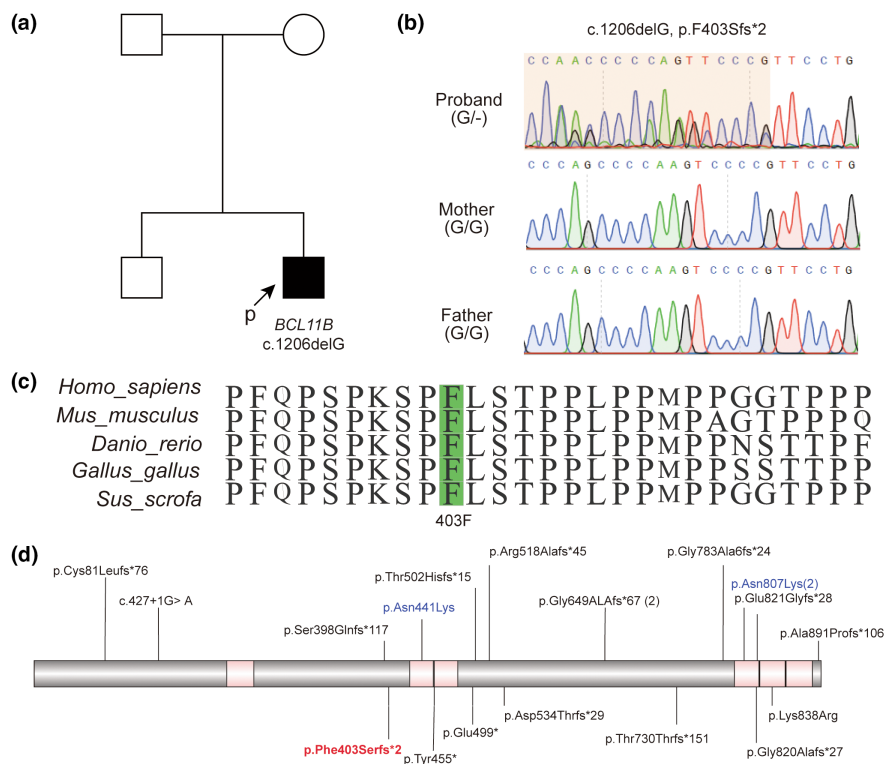 (a)
p
BCL11B
c.1206delG
(b)
c.1206delG, p.F403Sfs*2
C C A A C C C C C A G T T C C C G T T C C T G
Proband
(G/-)
C C C A G C C C C A A G T C C C C G T T C C T G
Mother
(G/G)
C C C A G C C C C A A G T C C C C G T T C C T G
Father
(G/G)
(c)
Homo_sapiens P F Q P S P K S P F L S T P P L P P M P P G G T P P P
Mus_musculus P F Q P S P K S P F L S T P P L P P M P A G T P P P Q
Danio_rerio P F Q P S P K S P F L S T P P L P P M P P N S T T P F
Gallus_gallus P F Q P S P K S P F L S T P P L P P M P P S S T T P P
Sus_scrofa P F Q P S P K S P F L S T P P L P P M P P G G T P P P
403F
(d)
p.Cys81Leufs*76
c.427+1G> A
p.Ser398Glnfs*117
p.Thr502Hisfs*15
p.Asn441Lys
p.Arg518Alafs*45
p.Gly649ALAfs*67 (2)
p.Gly783Ala6fs*24
p.Asn807Lys(2)
p.Glu821Glyfs*28
p.Ala891Profs*106
p.Phe403Serfs*2
p.Tyr455*
p.Glu499*
p.Asp534Thrfs*29
p.Thr730Thrfs*151
p.Lys838Arg
p.Gly820Alafs*27